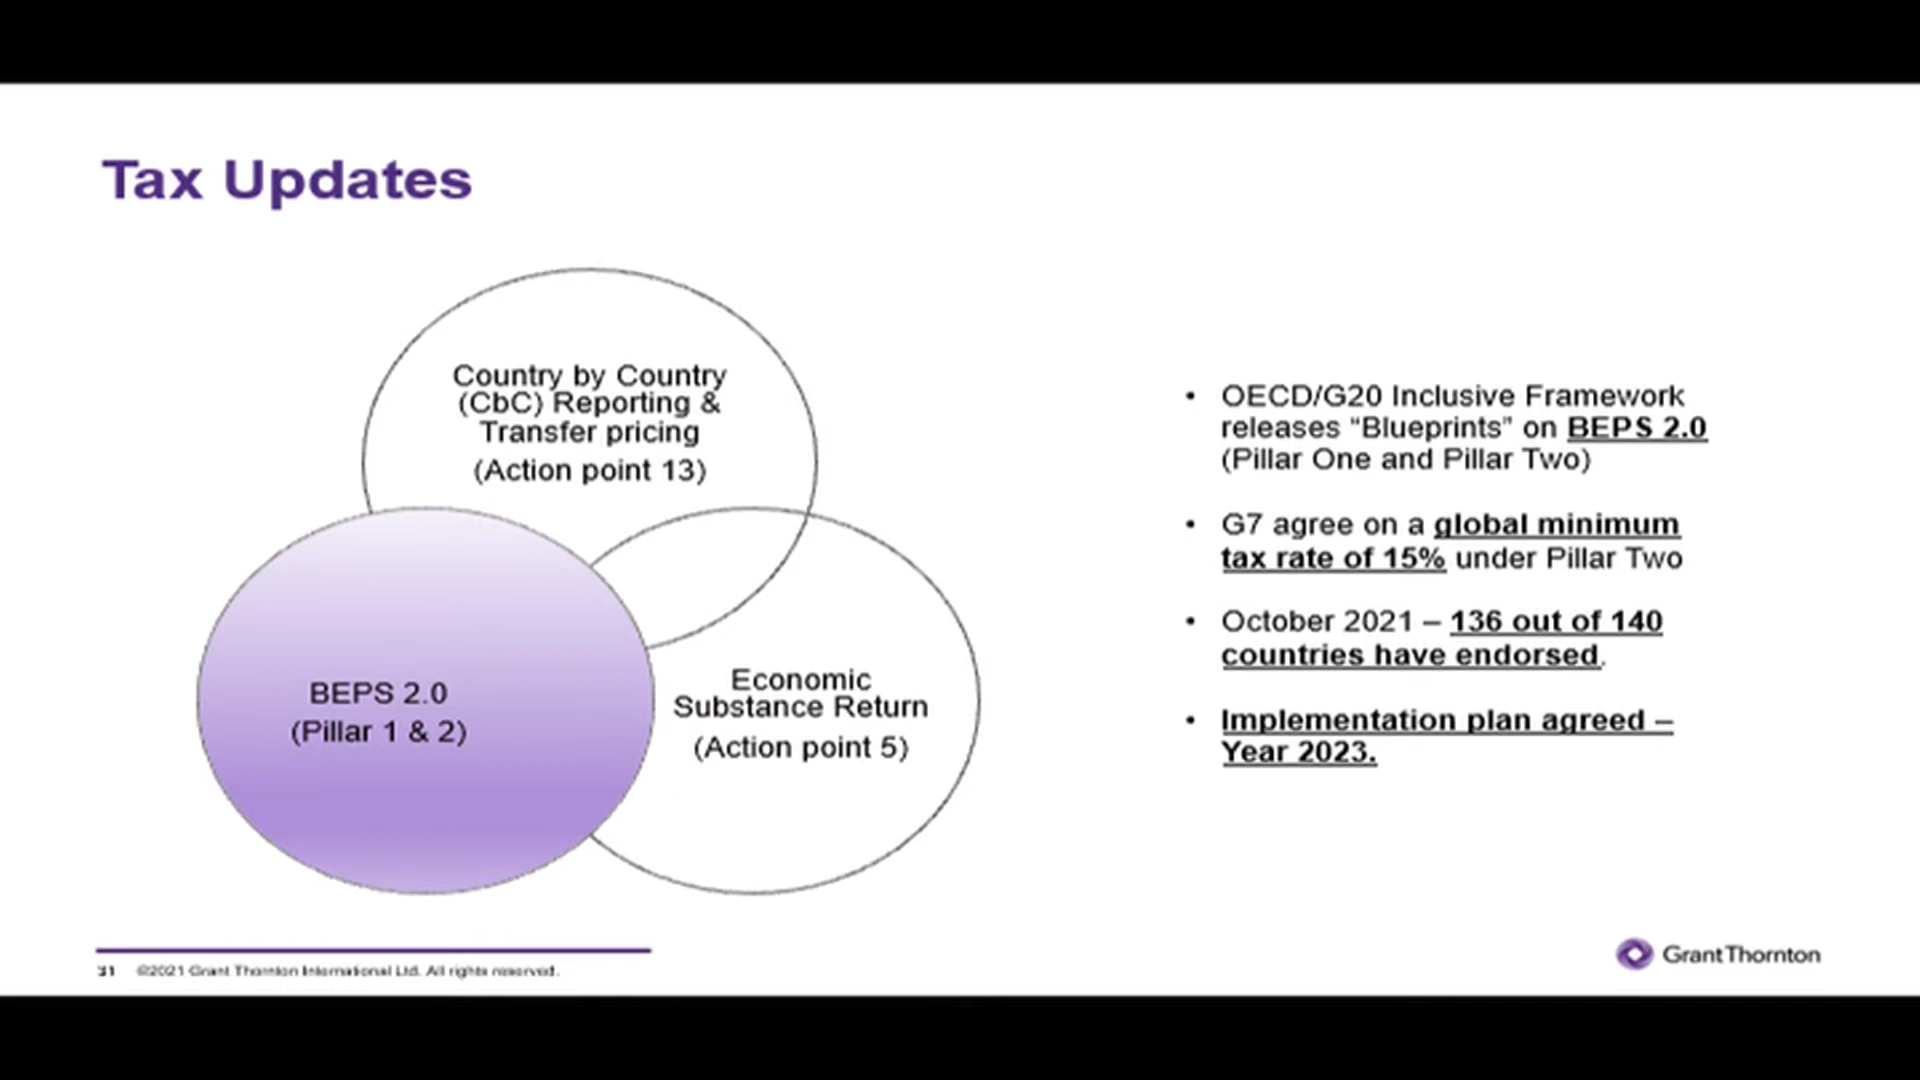 Tax Updates
Country by Country
(CbC) Reporting &
Transfer pricing
(Action point 13)
BEPS 2.0
(Pillar 1 & 2)
Economic
Substance Return
(Action point 5)
• OECD/G20 Inclusive Framework
releases “Blueprints” on BEPS 2.0
(Pillar One and Pillar Two)
• G7 agree on a global minimum
tax rate of 15% under Pillar Two
• October 2021 – 136 out of 140
countries have endorsed.
• Implementation plan agreed –
Year 2023.
31 ©2021 Grant Thornton International Ltd. All rights reserved.
GrantThornton